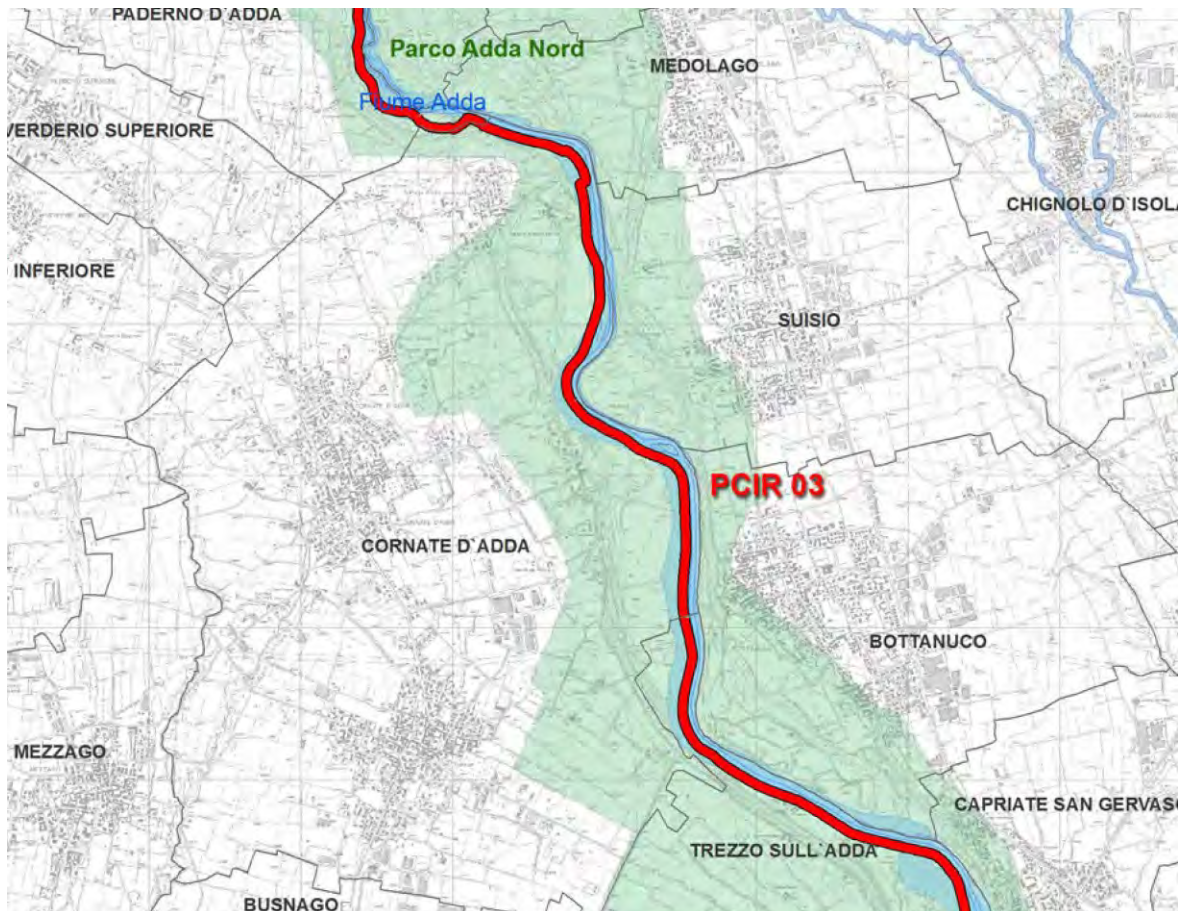 PADERNO D'ADDA
Parco Adda Nord
MEDOLAGO
Fiume Adda
VERDERIO SUPERIORE
CHIGNOLO D`ISOLA
INFERIORE
SUISIO
PCIR 03
CORNATE D`ADDA
BOTTANUCO
MEZZAGO
CAPRIATE SAN GERVASO
TREZZO SULL`ADDA
BUSNAGO